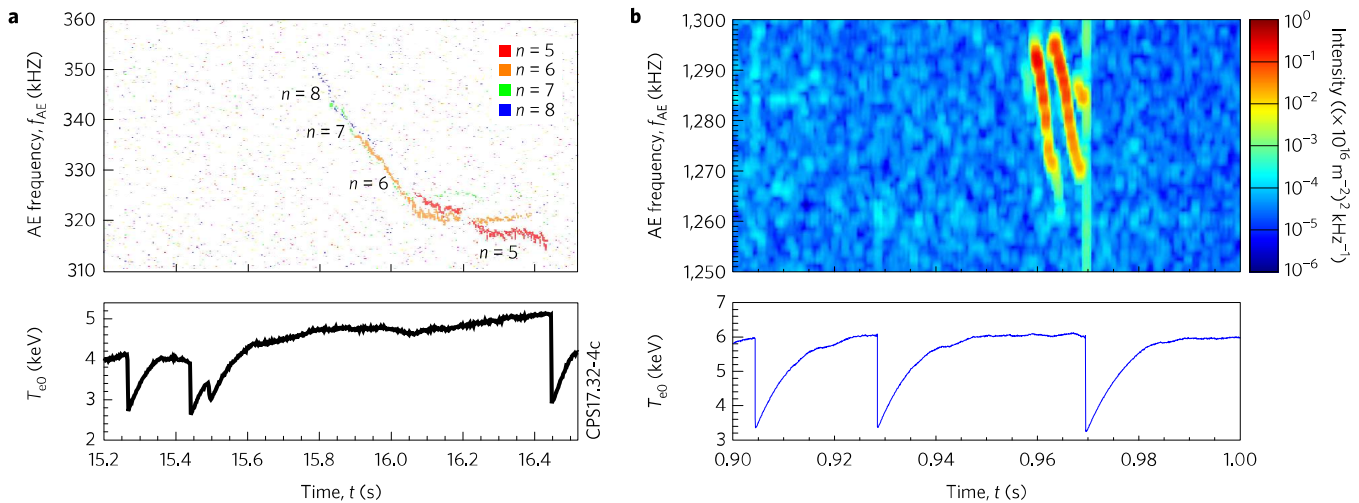 a
AE frequency, f_AE (kHZ)
360
350
340
330
320
310
n = 5
n = 6
n = 7
n = 8
n = 8
n = 7
n = 6
n = 5
T_e0 (keV)
5
4
3
2
15.2 15.4 15.6 15.8 16.0 16.2 16.4
Time, t (s)
CPS17.32-4c
b
AE frequency, f_AE (kHZ)
1,300
1,290
1,280
1,270
1,260
1,250
10^0
10^−1
10^−2
10^−3
10^−4
10^−5
10^−6
Intensity ((× 10^16 m^−2)^2 kHZ^−1)
T_e0 (keV)
7
6
5
4
3
0.90 0.92 0.94 0.96 0.98 1.00
Time, t (s)